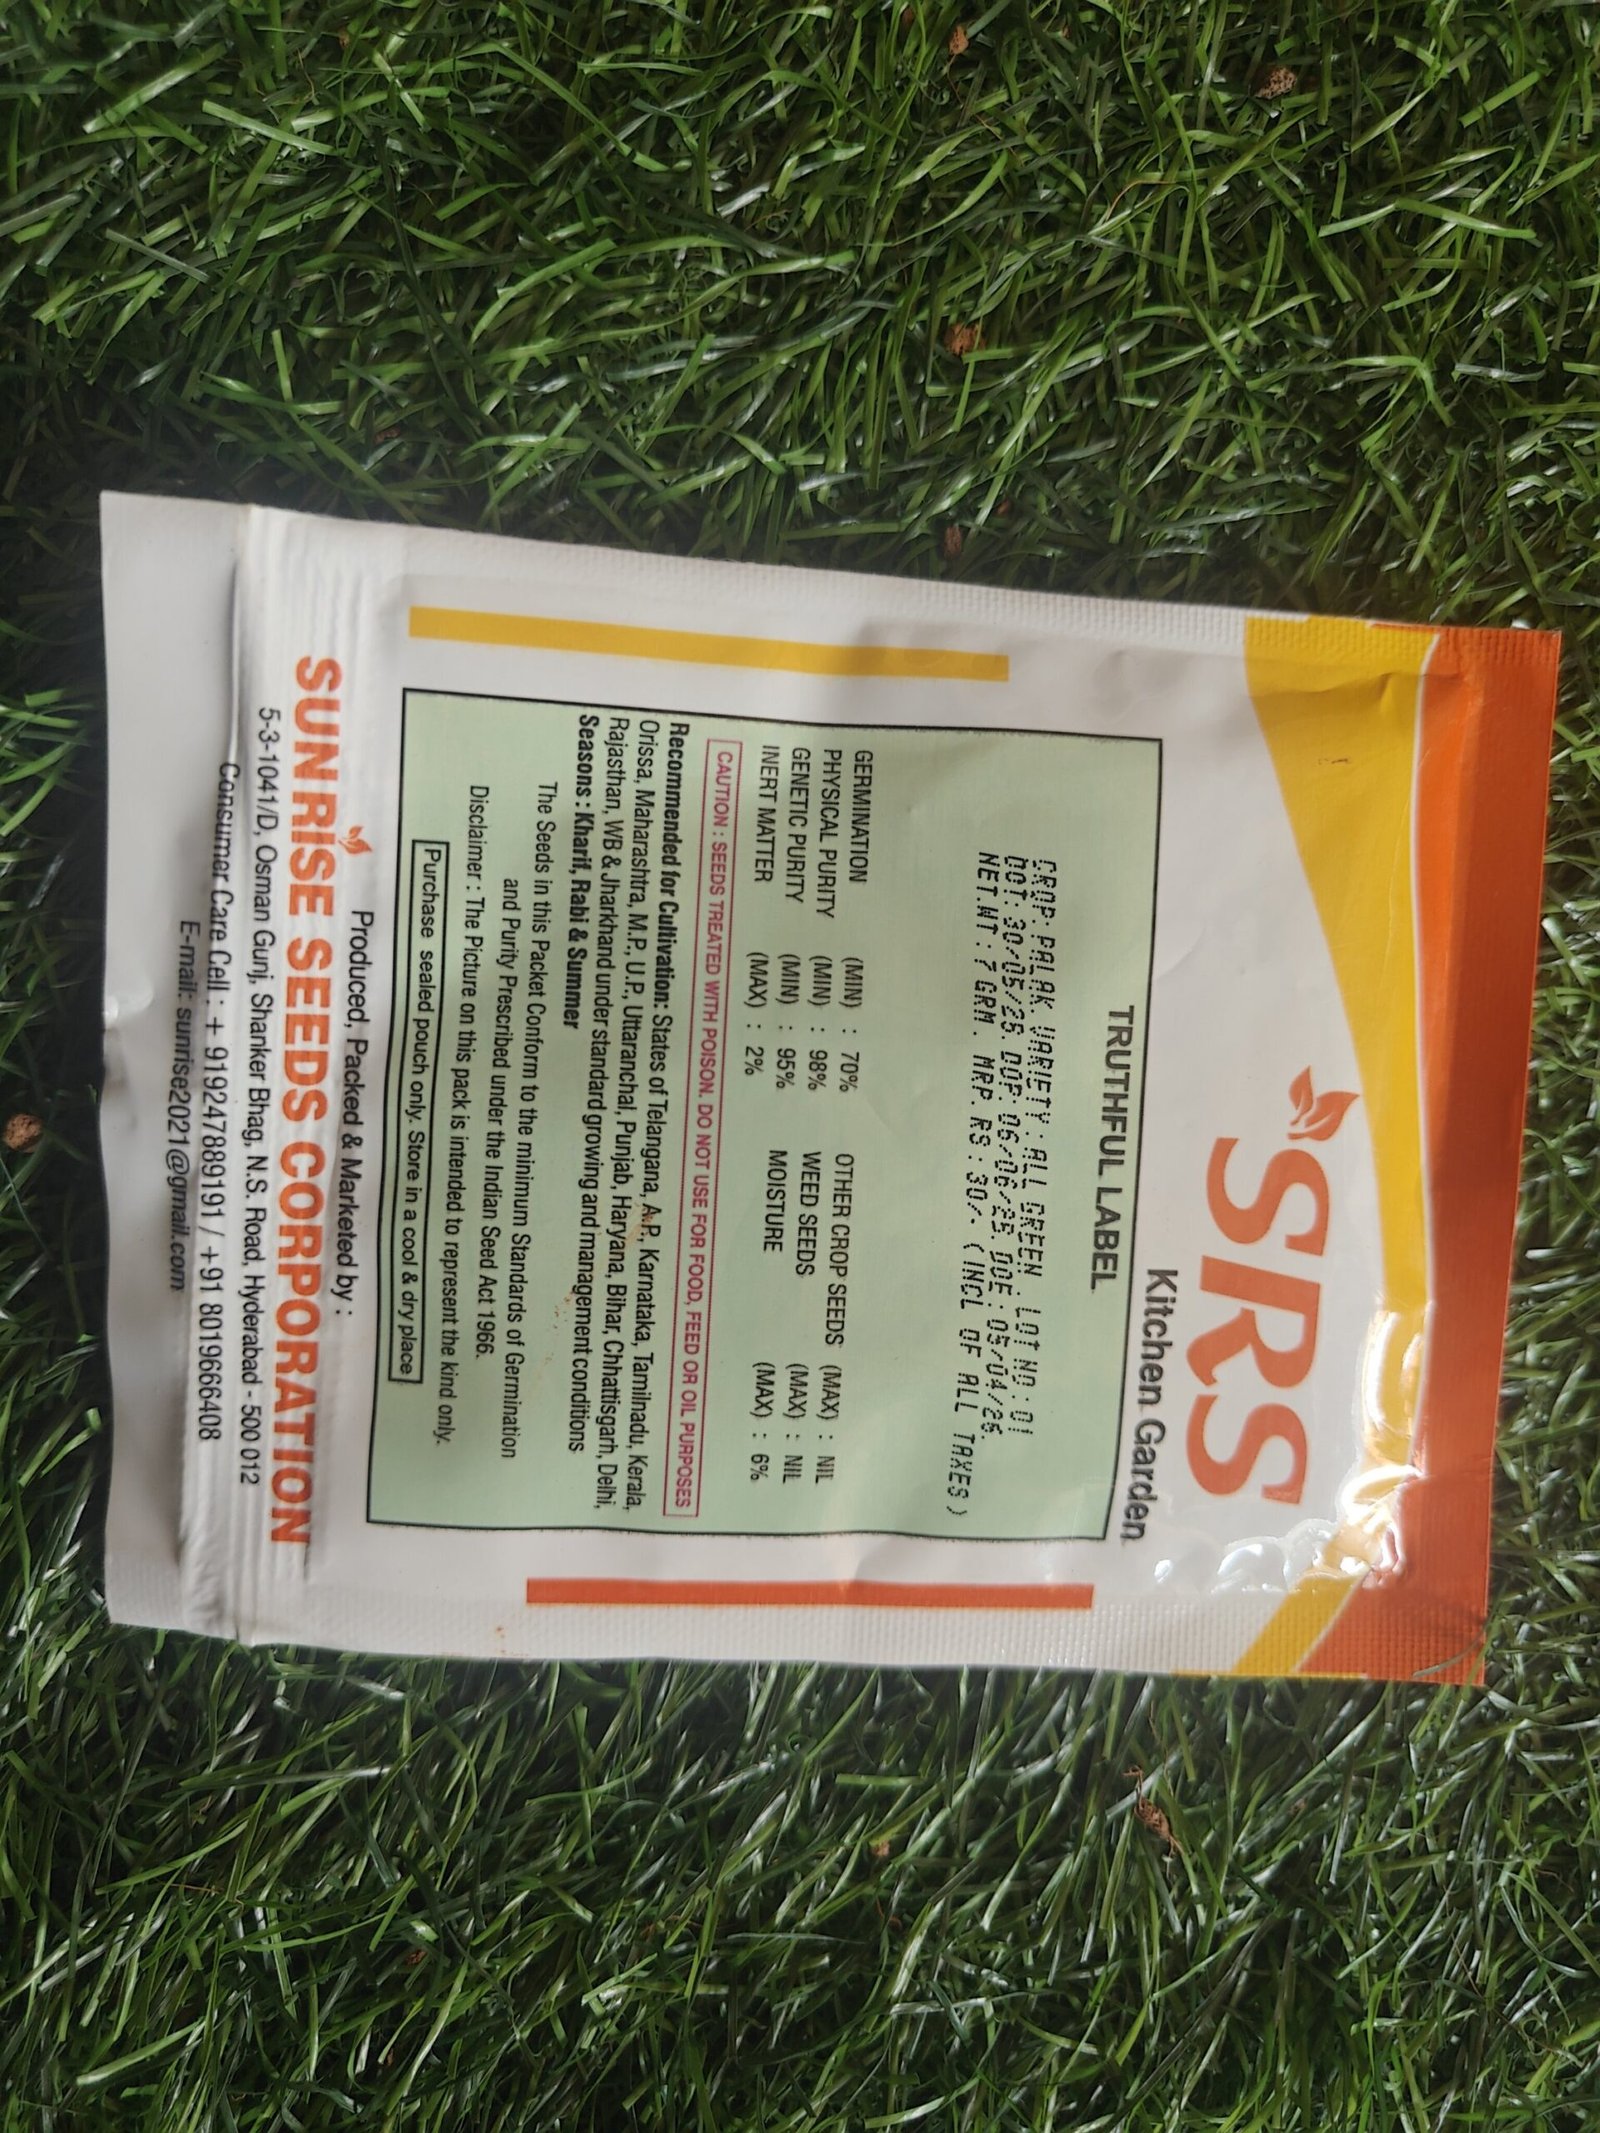 SRS
Kitchen Garden
TRUTHFUL LABEL
CROP: PALAK. VARIETY: ALL GREEN. LOT NO: 01
DOT: 30/05/25. DOP: 06/06/25. DOE: 05/04/26.
NET.WT: 7 GRM. MRP. RS: 30/. (INCL OF ALL TAXES)
GERMINATION (MIN) : 70% OTHER CROP SEEDS (MAX) : NIL
PHYSICAL PURITY (MIN) : 98% WEED SEEDS (MAX) : NIL
GENETIC PURITY (MIN) : 95% MOISTURE (MAX) : 6%
INERT MATTER (MAX) : 2%
CAUTION : SEEDS TREATED WITH POISON. DO NOT USE FOR FOOD, FEED OR OIL PURPOSES
Recommended for Cultivation: States of Telangana, A.P., Karnataka, Tamilnadu, Kerala,
Orissa, Maharashtra, M.P., U.P., Uttaranchal, Punjab, Haryana, Bihar, Chhattisgarh, Delhi,
Rajasthan, WB & Jharkhand under standard growing and management conditions
Seasons : Kharif, Rabi & Summer
The Seeds in this Packet Conform to the minimum Standards of Germination
and Purity Prescribed under the Indian Seed Act 1966.
Disclaimer : The Picture on this pack is intended to represent the kind only.
Purchase sealed pouch only. Store in a cool & dry place
Produced, Packed & Marketed by :
SUNRISE SEEDS CORPORATION
5-3-1041/D, Osman Gunj, Shanker Bhag, N.S. Road, Hyderabad - 500 012
Consumer Care Cell : + 919247889191 / +91 8019666408
E-mail: sunrise2021@gmail.com